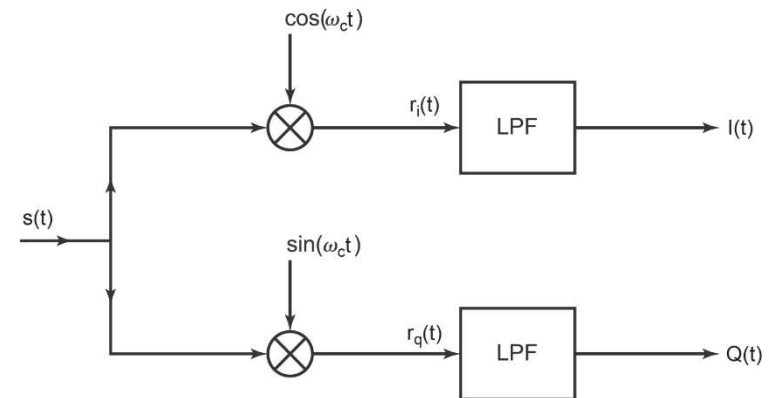 cos(ω_c t)
r_i(t)
LPF
I(t)
s(t)
sin(ω_c t)
r_q(t)
LPF
Q(t)